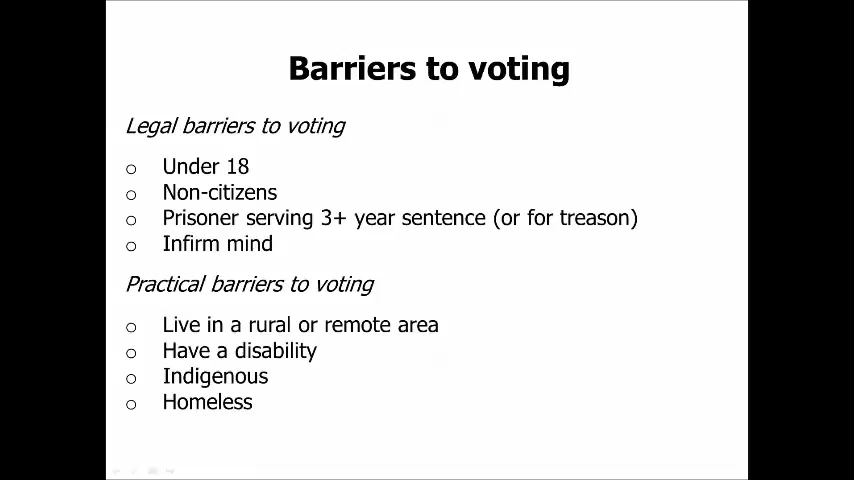 Barriers to voting
Legal barriers to voting
o Under 18
o Non-citizens
o Prisoner serving 3+ year sentence (or for treason)
o Infirm mind
Practical barriers to voting
o Live in a rural or remote area
o Have a disability
o Indigenous
o Homeless